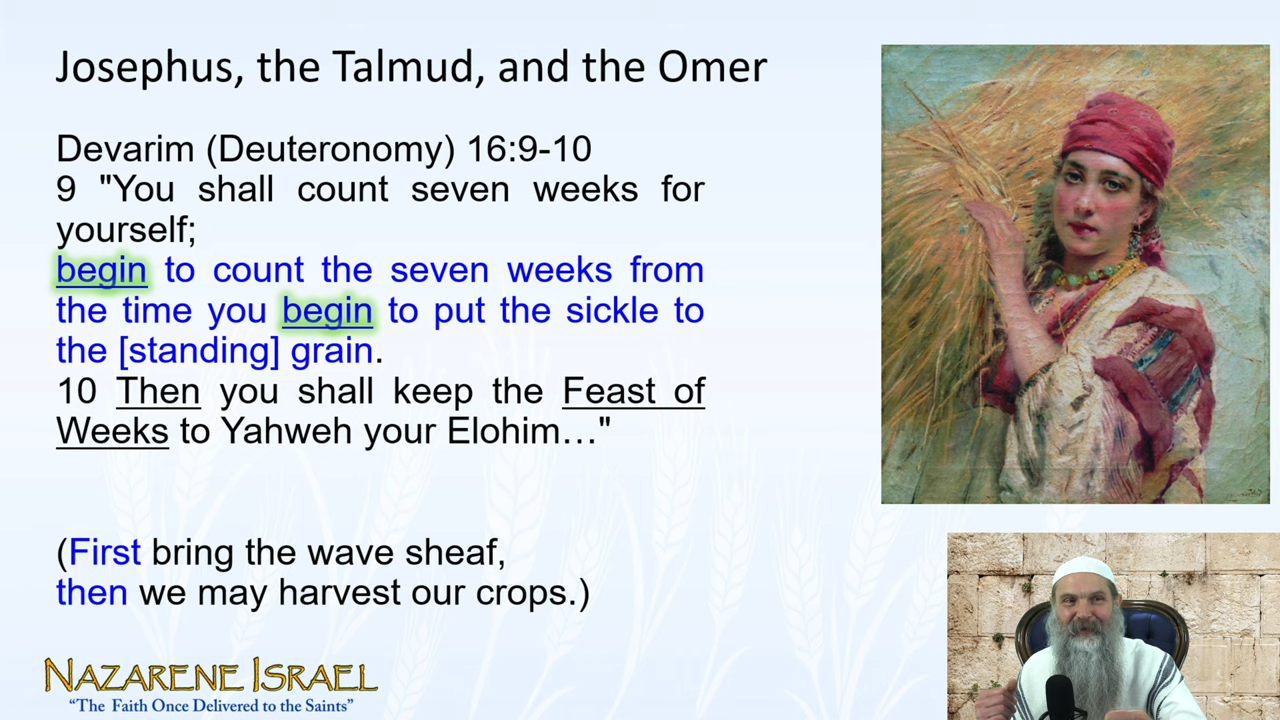 Josephus, the Talmud, and the Omer
Devarim (Deuteronomy) 16:9-10
9 "You shall count seven weeks for
yourself;
begin to count the seven weeks from
the time you begin to put the sickle to
the [standing] grain.
10 Then you shall keep the Feast of
Weeks to Yahweh your Elohim…"
(First bring the wave sheaf,
then we may harvest our crops.)
NAZARENE ISRAEL
“The Faith Once Delivered to the Saints”